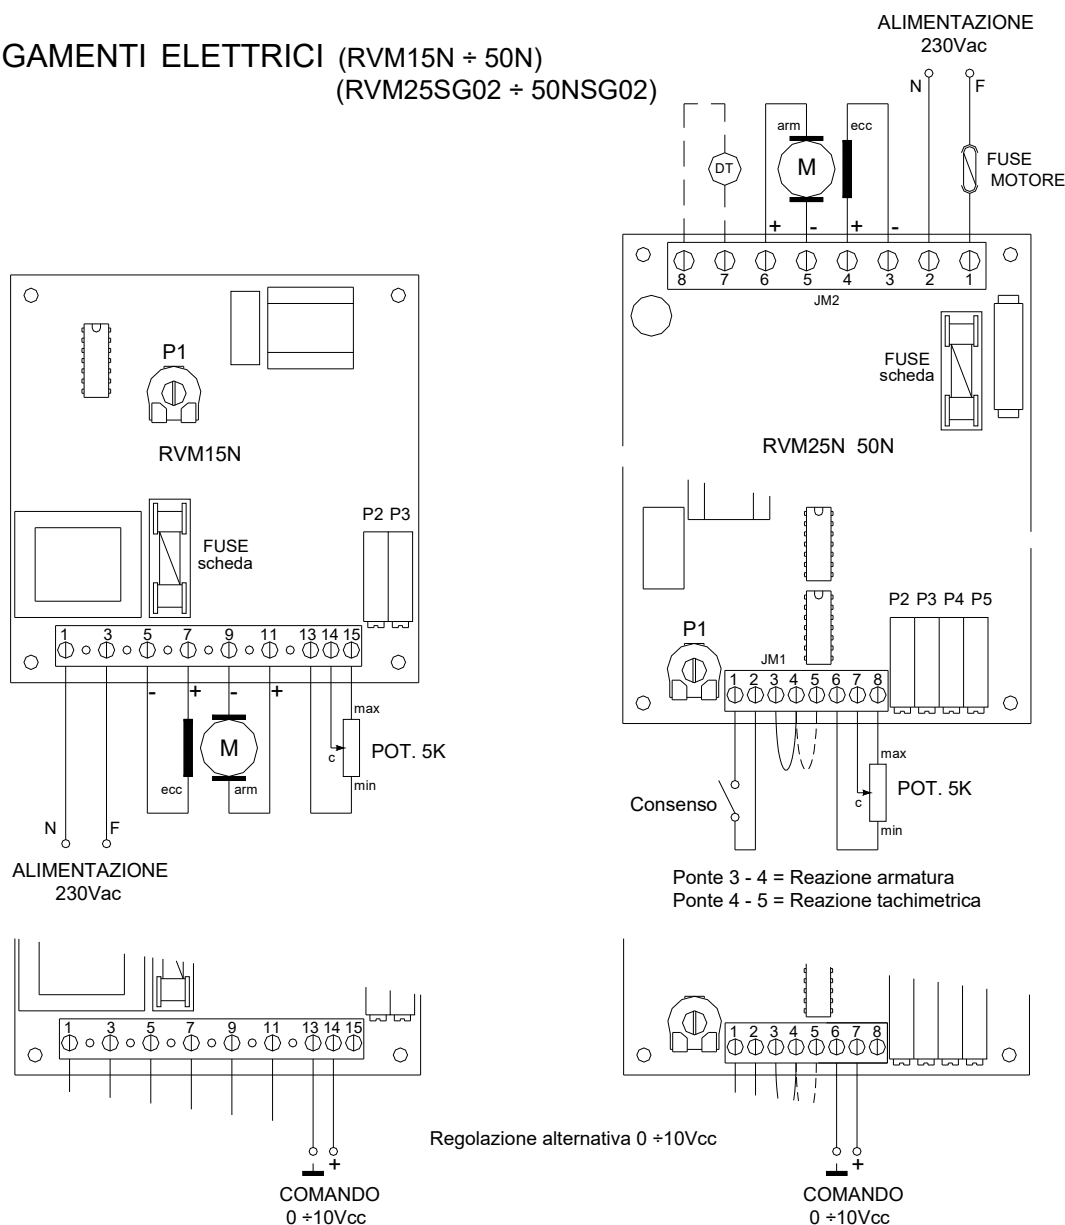 GAMENTI ELETTRICI (RVM15N ÷ 50N)
(RVM25SG02 ÷ 50NSG02)
ALIMENTAZIONE
230Vac
N F
FUSE
MOTORE
DT
arm
M
ecc
+ - + -
8 7 6 5 4 3 2 1
JM2
FUSE
scheda
RVM25N 50N
P2 P3 P4 P5
P1
JM1
1 2 3 4 5 6 7 8
max
POT. 5K
c
min
Consenso
Ponte 3 - 4 = Reazione armatura
Ponte 4 - 5 = Reazione tachimetrica
P1
RVM15N
P2 P3
FUSE
scheda
1 3 5 7 9 11 13 14 15
- + - +
max
M
POT. 5K
c
ecc
arm
min
N F
ALIMENTAZIONE
230Vac
1 3 5 7 9 11 13 14 15
+
COMANDO
0 ÷10Vcc
Regolazione alternativa 0 ÷10Vcc
1 2 3 4 5 6 7 8
+
COMANDO
0 ÷10Vcc